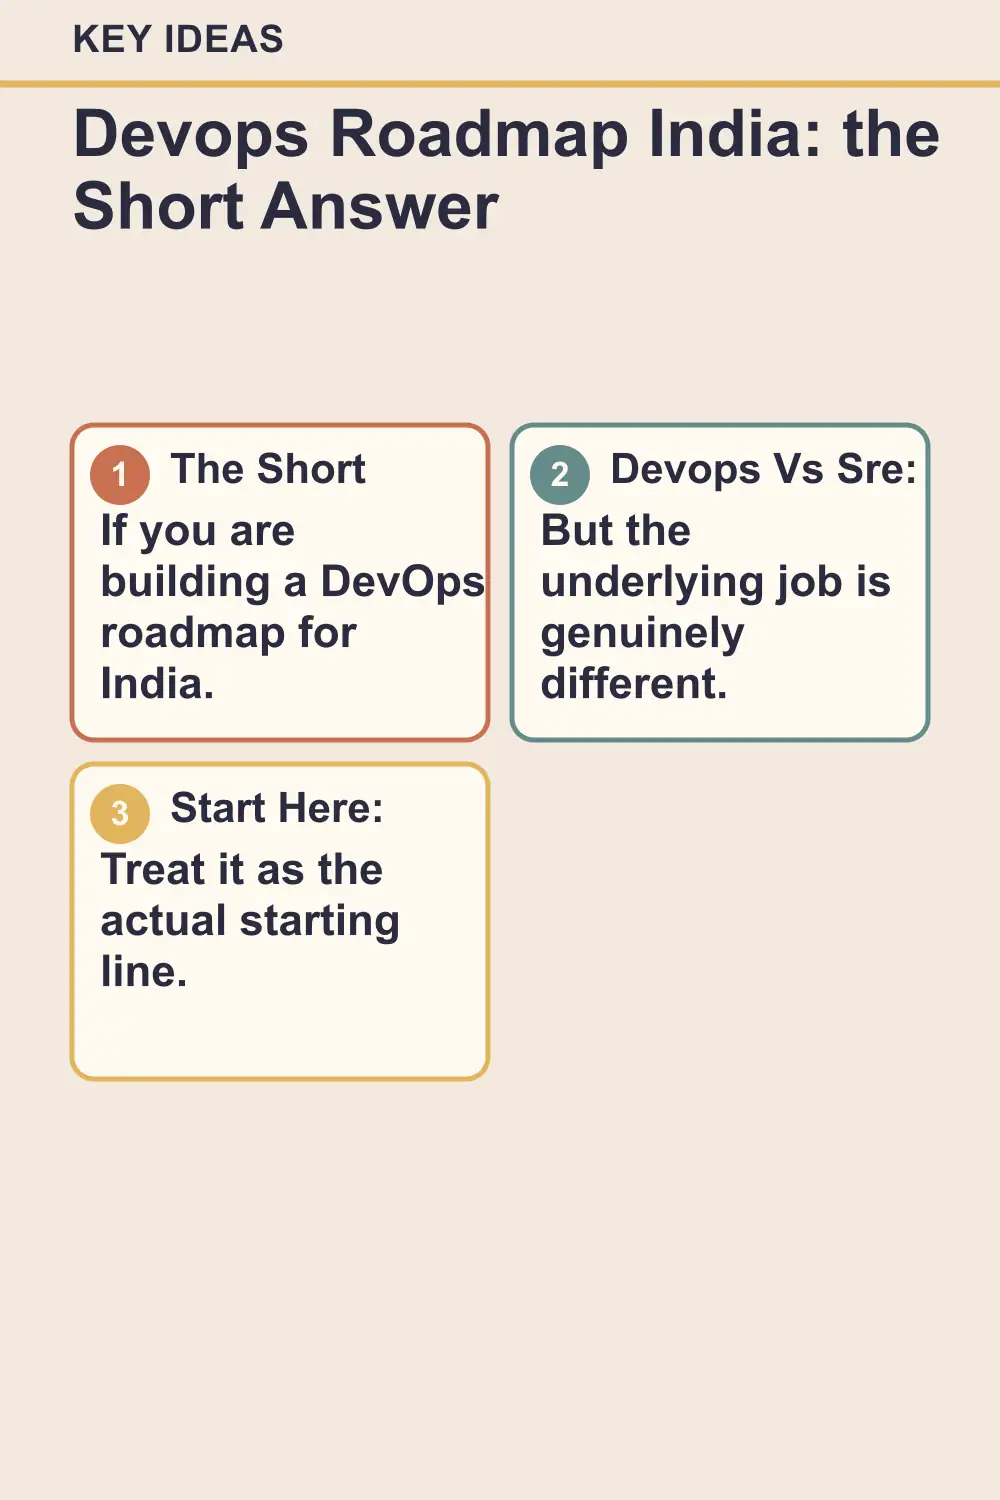 KEY IDEAS
Devops Roadmap India: the
Short Answer
1 The Short
If you are
building a DevOps
roadmap for
India.
2 Devops Vs Sre:
But the
underlying job is
genuinely
different.
3 Start Here:
Treat it as the
actual starting
line.